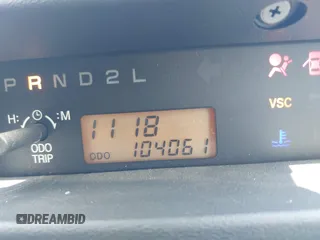 P R N D 2 L
VSC
H: :M
11 18
ODO
TRIP
ODO 104061
DREAMBID